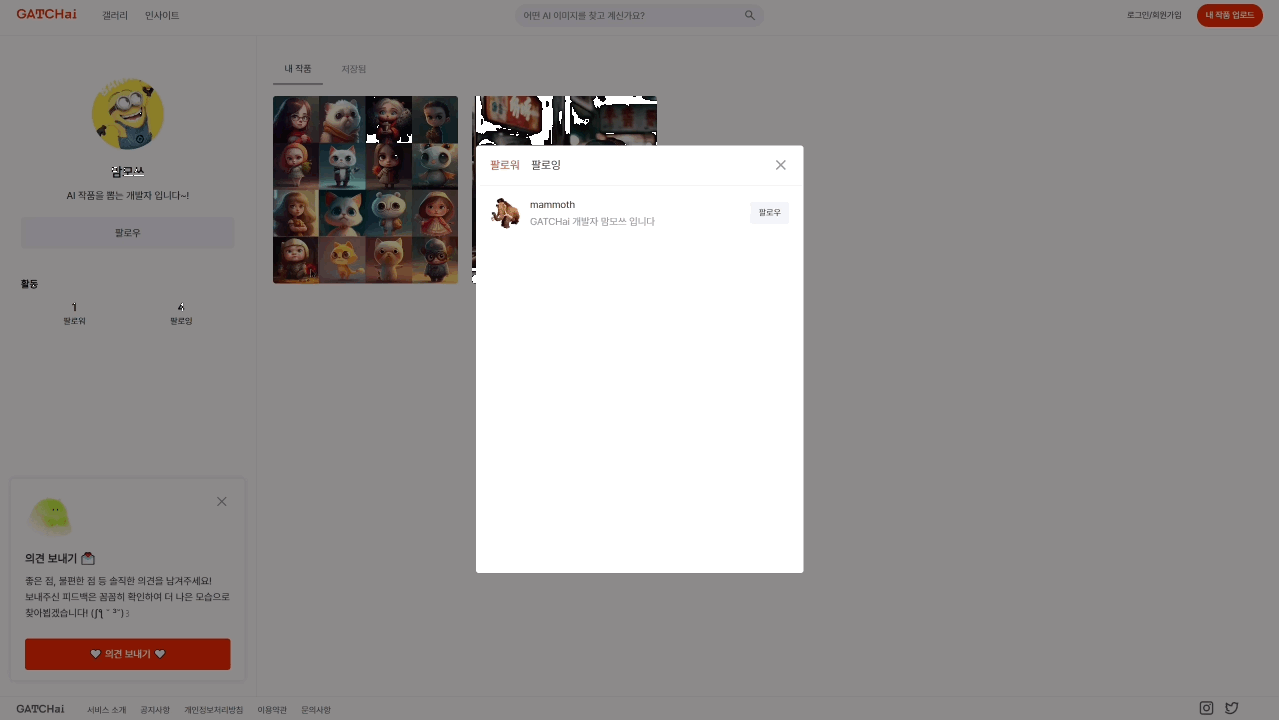 GATCHai
갤러리
인사이트
어떤 AI 이미지를 찾고 계신가요?
로그인/회원가입
내 작품 업로드
내 작품
저장됨
AI 작품을 뽑는 개발자 입니다~!
팔로우
활동
1
4
팔로워
팔로잉
팔로워
팔로잉
mammoth
GATCHai 개발자 맘모쓰 입니다
팔로우
의견 보내기
좋은 점, 불편한 점 등 솔직한 의견을 남겨주세요!
보내주신 피드백은 꼼꼼히 확인하여 더 나은 모습으로
찾아뵙겠습니다!
의견 보내기
GATCHai
서비스 소개
공지사항
개인정보처리방침
이용약관
문의사항